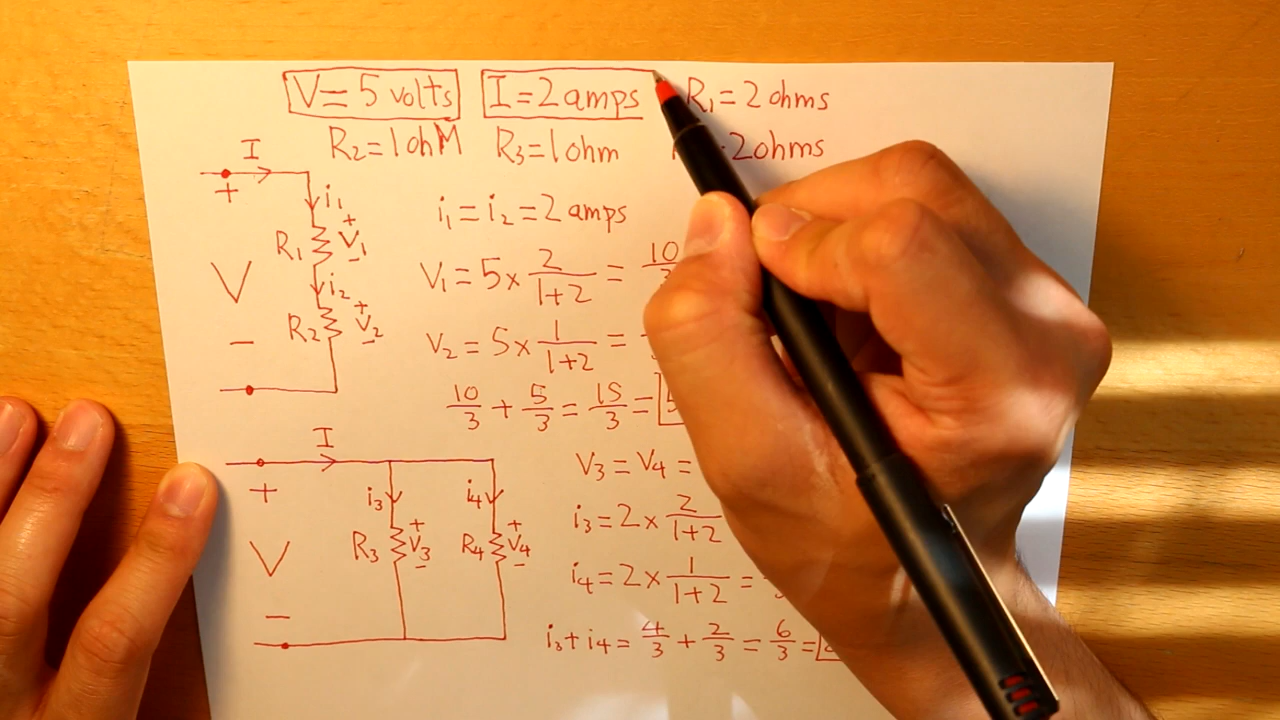 V = 5 volts I = 2 amps R₁ = 2 ohms
R₂ = 1 ohM R₃ = 1 ohm 2 ohms
I
+
i₁
i₁ = i₂ = 2 amps
R₁ + V₁ −
V₁ = 5 × 2/(1+2) = 10
V
i₂
R₂ + V₂ −
V₂ = 5 × 1/(1+2) =
−
10/3 + 5/3 = 15/3 =
I
V₃ = V₄ =
+
i₃ i₄
i₃ = 2 × 2/(1+2)
V R₃ + V₃ − R₄ + V₄ −
i₄ = 2 × 1/(1+2) =
−
i₃ + i₄ = 4/3 + 2/3 = 6/3 =